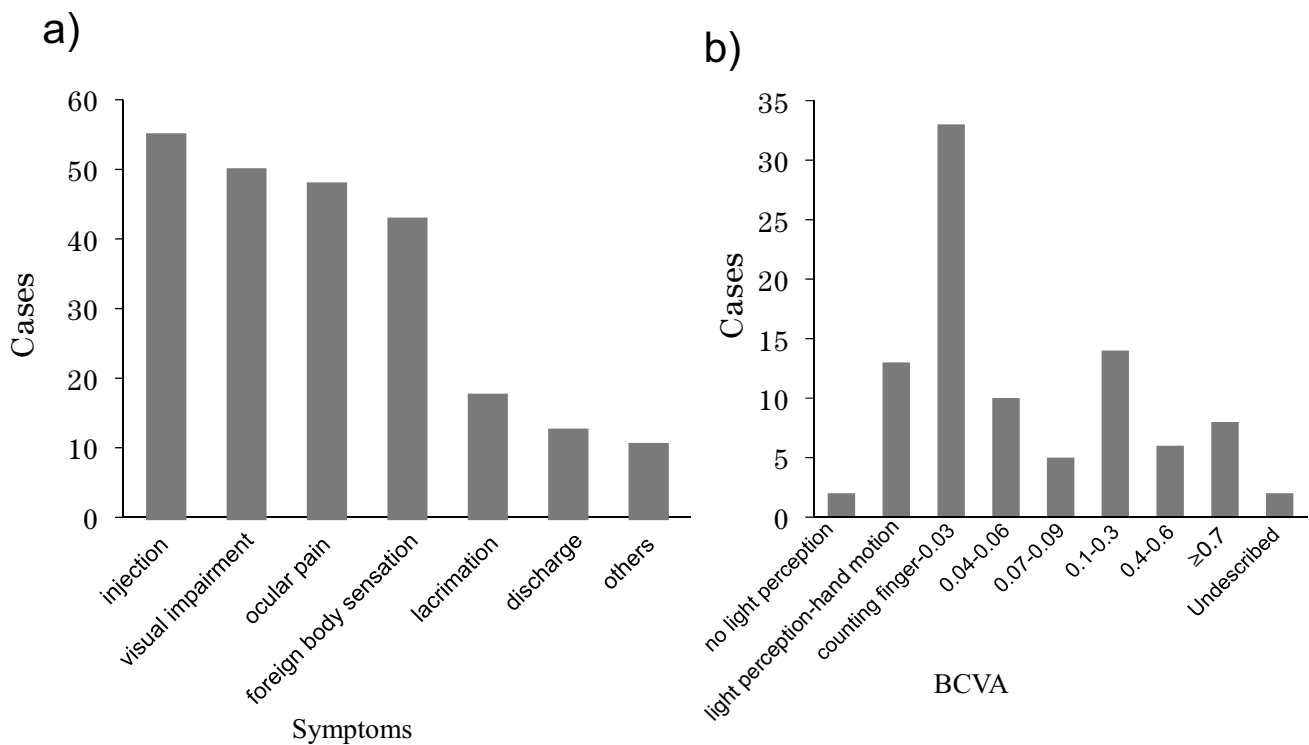 a)
60
50
40
30
20
10
0
Cases
injection
visual impairment
ocular pain
foreign body sensation
lacrimation
discharge
others
Symptoms
b)
35
30
25
20
15
10
5
0
Cases
no light perception
light perception-hand motion
counting finger-0.03
0.04-0.06
0.07-0.09
0.1-0.3
0.4-0.6
≥0.7
Undescribed
BCVA